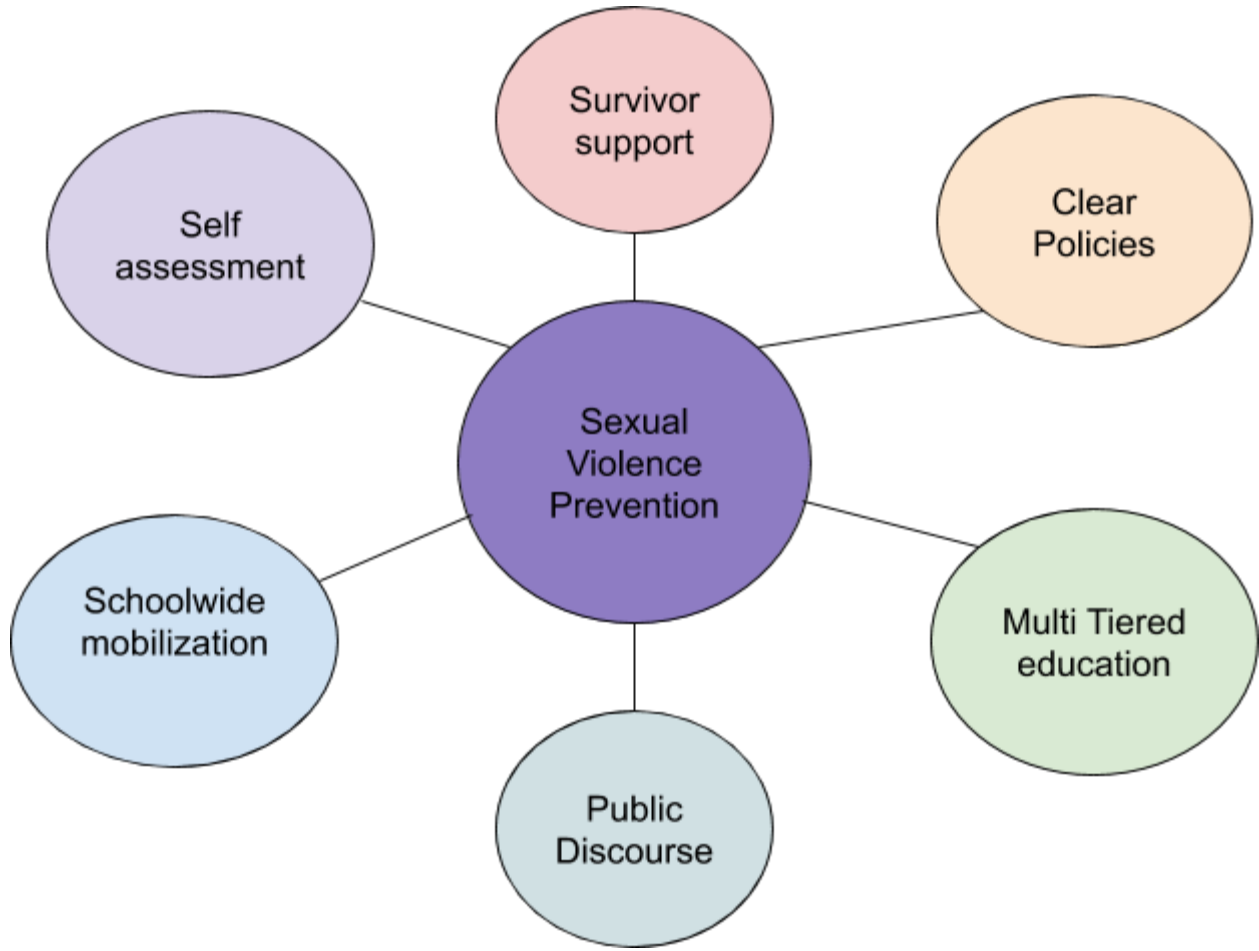 Survivor
support
Clear
Policies
Self
assessment
Sexual
Violence
Prevention
Schoolwide
mobilization
Multi Tiered
education
Public
Discourse